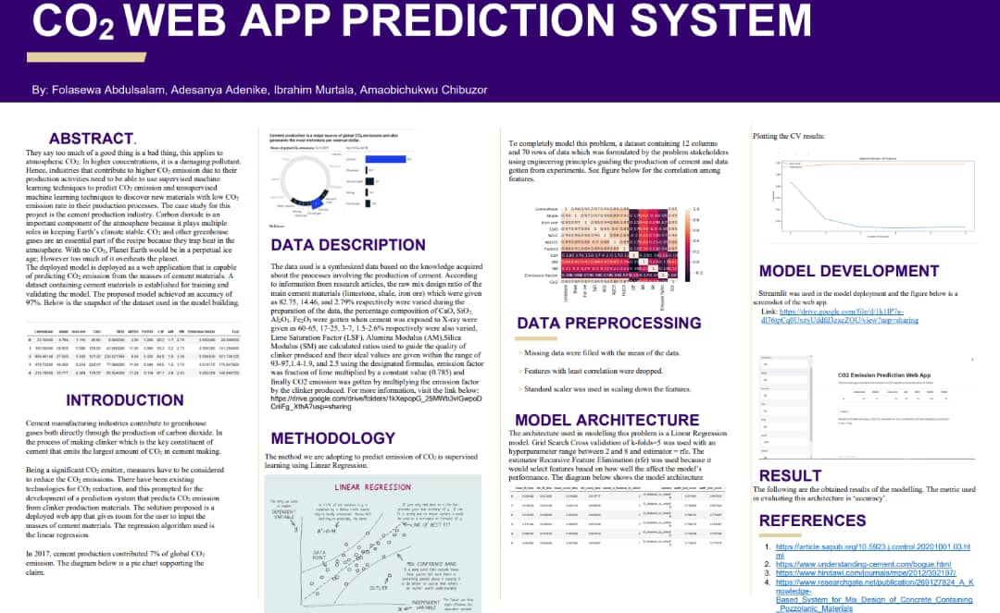 CO₂ WEB APP PREDICTION SYSTEM
By: Folasewa Abdulsalam, Adesanya Adenike, Ibrahim Murtala, Amaobichukwu Chibuzor
ABSTRACT.
They say too much of a good thing is a bad thing, this applies to
atmospheric CO₂: In higher concentrations, it is a damaging pollutant.
Hence, industries that contribute to higher CO₂ emission due to their
production activities need to be able to use supervised machine
learning techniques to predict CO₂ emission and unsupervised
machine learning techniques to discover new materials with low CO₂
emission rate in their production processes. The case study for this
project is the cement production industry. Carbon dioxide is an
important component of the atmosphere because it plays multiple
roles in keeping Earth's climate stable. CO₂ and other greenhouse
gases are an essential part of the recipe because they trap heat in the
atmosphere. With no CO₂, Planet Earth would be in a perpetual ice
age; However too much of it overheats the planet.
The deployed model is deployed as a web application that is capable
of predicting CO₂ emission from the masses of cement materials. A
dataset containing cement materials is established for training and
validating the model. The proposed model achieved an accuracy of
97%. Below is the snapshot of the dataset used in the model building.
INTRODUCTION
Cement manufacturing industries contribute to greenhouse
gases both directly through the production of carbon dioxide. In
the process of making clinker which is the key constituent of
cement that emits the largest amount of CO₂ in cement making.
Being a significant CO₂ emitter, measures have to be considered
to reduce the CO₂ emissions. There have been existing
technologies for CO₂ reduction, and this prompted for the
development of a prediction system that predicts CO₂ emission
from clinker production materials. The solution proposed is a
deployed web app that gives room for the user to input the
masses of cement materials. The regression algorithm used is
the linear regression.
In 2017, cement production contributed 7% of global CO₂
emission. The diagram below is a pie chart supporting the
claim.
Cement production is a major source of global CO₂ emissions and also
generates the most emissions per revenue dollar.
DATA DESCRIPTION
The data used is a synthesized data based on the knowledge acquired
about the processes involving the production of cement. According
to information from research articles, the raw mix design ratio of the
main cement materials (limestone, shale, iron ore) which were given
as 82.75, 14.46, and 2.79% respectively were varied during the
preparation of the data, the percentage composition of CaO, SiO₂,
Al₂O₃, Fe₂O₃ were gotten when cement was exposed to X-ray were
given as 60-65, 17-25, 3-7, 1.5-2.6% respectively were also varied,
Lime Saturation Factor (LSF), Alumina Modulus (AM),Silica
Modulus (SM) are calculated ratios used to guide the quality of
clinker produced and their ideal values are given within the range of
93-97,1.4-1.9, and 2.5 using the designated formulas, emission factor
was fraction of lime multiplied by a constant value (0.785) and
finally CO2 emission was gotten by multiplying the emission factor
by the clinker produced. For more information, visit the link below:
METHODOLOGY
The method we are adopting to predict emission of CO₂ is supervised
learning using Linear Regression.
LINEAR REGRESSION
DEPENDENT
VARIABLE
LINE OF BEST FIT
DATA
POINT
CONFIDENCE BAND
OUTLIER
INDEPENDENT
VARIABLE
To completely model this problem, a dataset containing 12 columns
and 70 rows of data which was formulated by the problem stakeholders
using engineering principles guiding the production of cement and data
gotten from experiments. See figure below for the correlation among
features.
DATA PREPROCESSING
Missing data were filled with the mean of the data.
Features with least correlation were dropped.
Standard scaler was used in scaling down the features.
MODEL ARCHITECTURE
The architecture used in modelling this problem is a Linear Regression
model. Grid Search Cross validation of k-folds=5 was used with an
hyperparameter range between 2 and 8 and estimator = rfe. The
estimator Recursive Feature Elimination (rfe) was used because it
would select features based on how well the affect the model's
performance. The diagram below shows the model architecture
Plotting the CV results:
MODEL DEVELOPMENT
Streamlit was used in the model deployment and the figure below is a
screenshot of the web app.
Link:
CO2 Emission Prediction Web App
RESULT
The following are the obtained results of the modelling. The metric used
in evaluating this architecture is 'accuracy'.
REFERENCES
1. https://article.sapub.org/10.5923.j.control.20201001.03.ht
ml
2. https://www.understanding-cement.com/bogue.html
3. https://www.hindawi.com/journals/mpe/2012/392197/
4. https://www.researchgate.net/publication/269127824_A_K
nowledge-
Based_System_for_Mix_Design_of_Concrete_Containing
_Pozzolanic_Materials